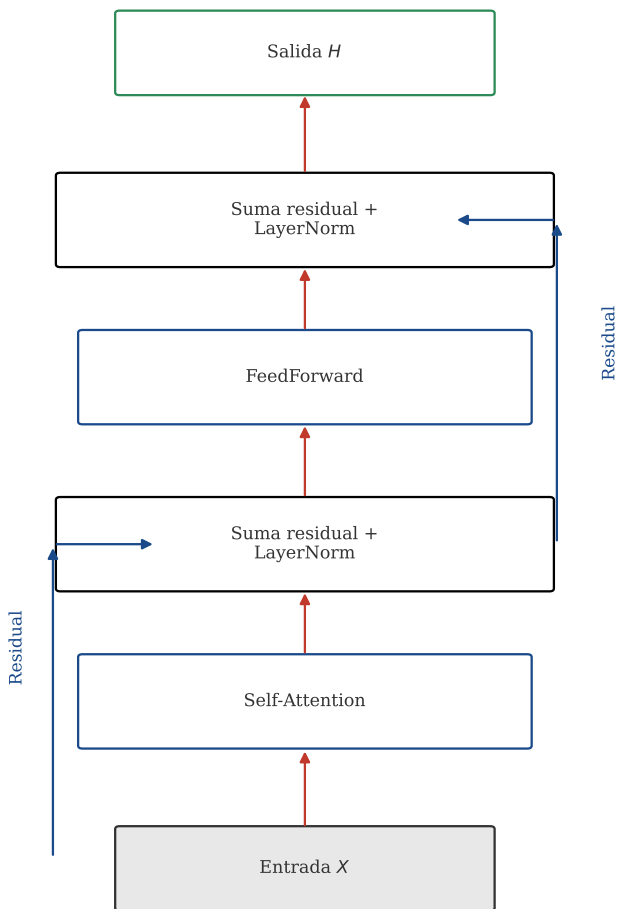 Salida H
Suma residual +
LayerNorm
Residual
FeedForward
Suma residual +
LayerNorm
Residual
Self-Attention
Entrada X